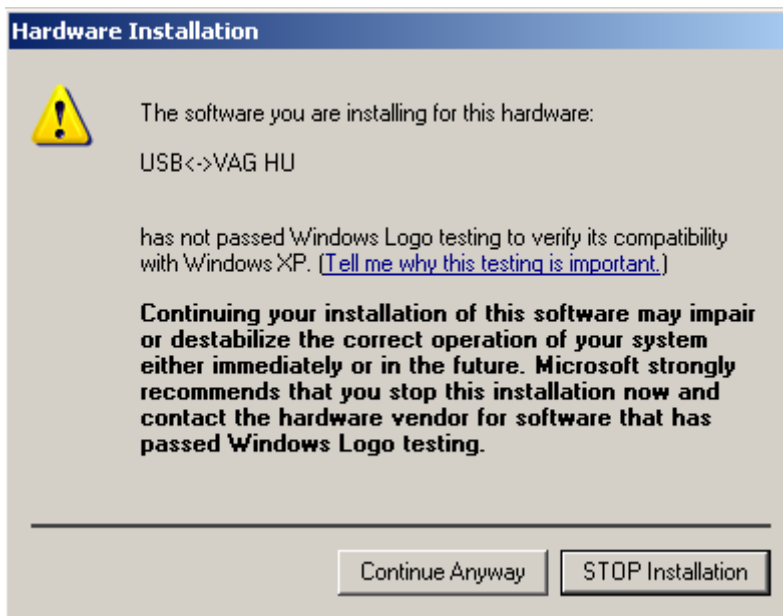 Hardware Installation
The software you are installing for this hardware:
USB<->VAG HU
has not passed Windows Logo testing to verify its compatibility
with Windows XP. (Tell me why this testing is important.)
Continuing your installation of this software may impair
or destabilize the correct operation of your system
either immediately or in the future. Microsoft strongly
recommends that you stop this installation now and
contact the hardware vendor for software that has
passed Windows Logo testing.
Continue Anyway STOP Installation